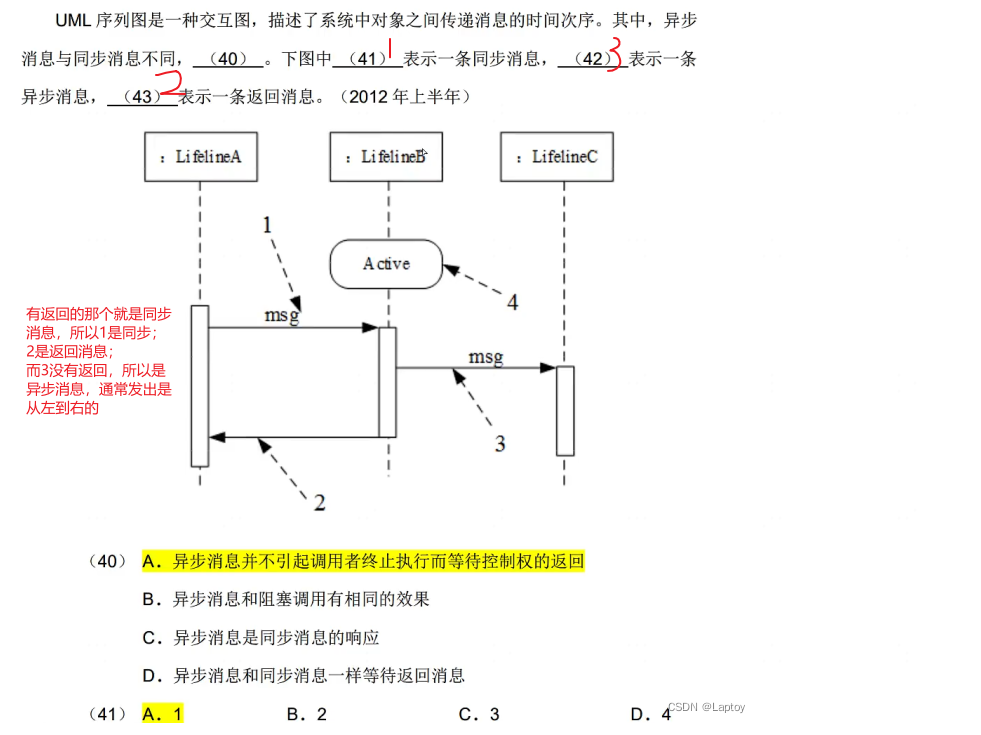 UML 序列图是一种交互图，描述了系统中对象之间传递消息的时间次序。其中，异步
消息与同步消息不同，（40）。下图中（41）1 表示一条同步消息，（42）3 表示一条
异步消息，（43）2 表示一条返回消息。（2012 年上半年）
：LifelineA ：LifelineB ：LifelineC
1
Active
4
有返回的那个就是同步
消息，所以1是同步；
2是返回消息；
而3没有返回，所以是
异步消息，通常发出是
从左到右的
msg
msg
3
2
（40） A．异步消息并不引起调用者终止执行而等待控制权的返回
B．异步消息和阻塞调用有相同的效果
C．异步消息是同步消息的响应
D．异步消息和同步消息一样等待返回消息
（41） A．1 B．2 C．3 D．4
CSDN @Laptoy